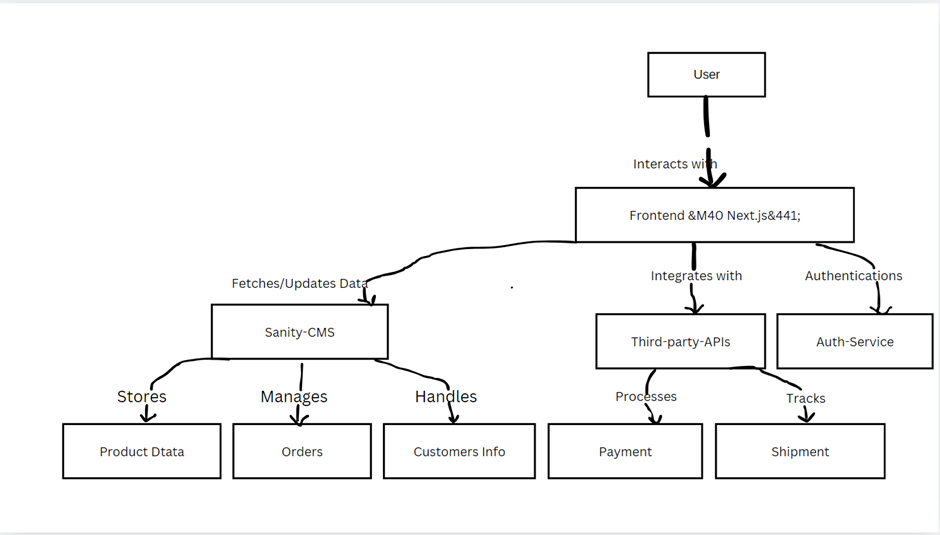 User
Interacts with
Frontend &M40 Next.js&441;
Fetches/Updates Data
Integrates with
Authentications
Sanity-CMS
Third-party-APIs
Auth-Service
Stores
Manages
Handles
Processes
Tracks
Product Dtata
Orders
Customers Info
Payment
Shipment